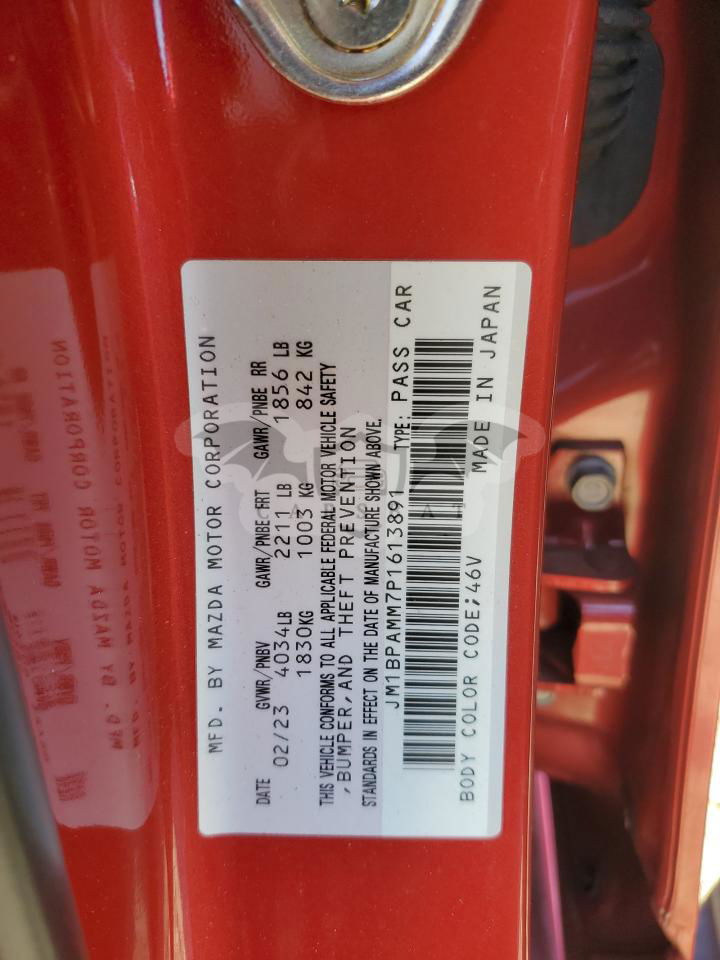 MFD. BY MAZDA MOTOR CORPORATION
DATE GVWR/PNBV GAWR/PNBE FRT GAWR/PNBE RR
02/23 4034LB 2211 LB 1856 LB
1830KG 1003 KG 842 KG
THIS VEHICLE CONFORMS TO ALL APPLICABLE FEDERAL MOTOR VEHICLE SAFETY
,BUMPER,AND THEFT PREVENTION
STANDARDS IN EFFECT ON THE DATE OF MANUFACTURE SHOWN ABOVE.
JM1BPAMM7P1613891 TYPE: PASS CAR
BODY COLOR CODE;46V MADE IN JAPAN